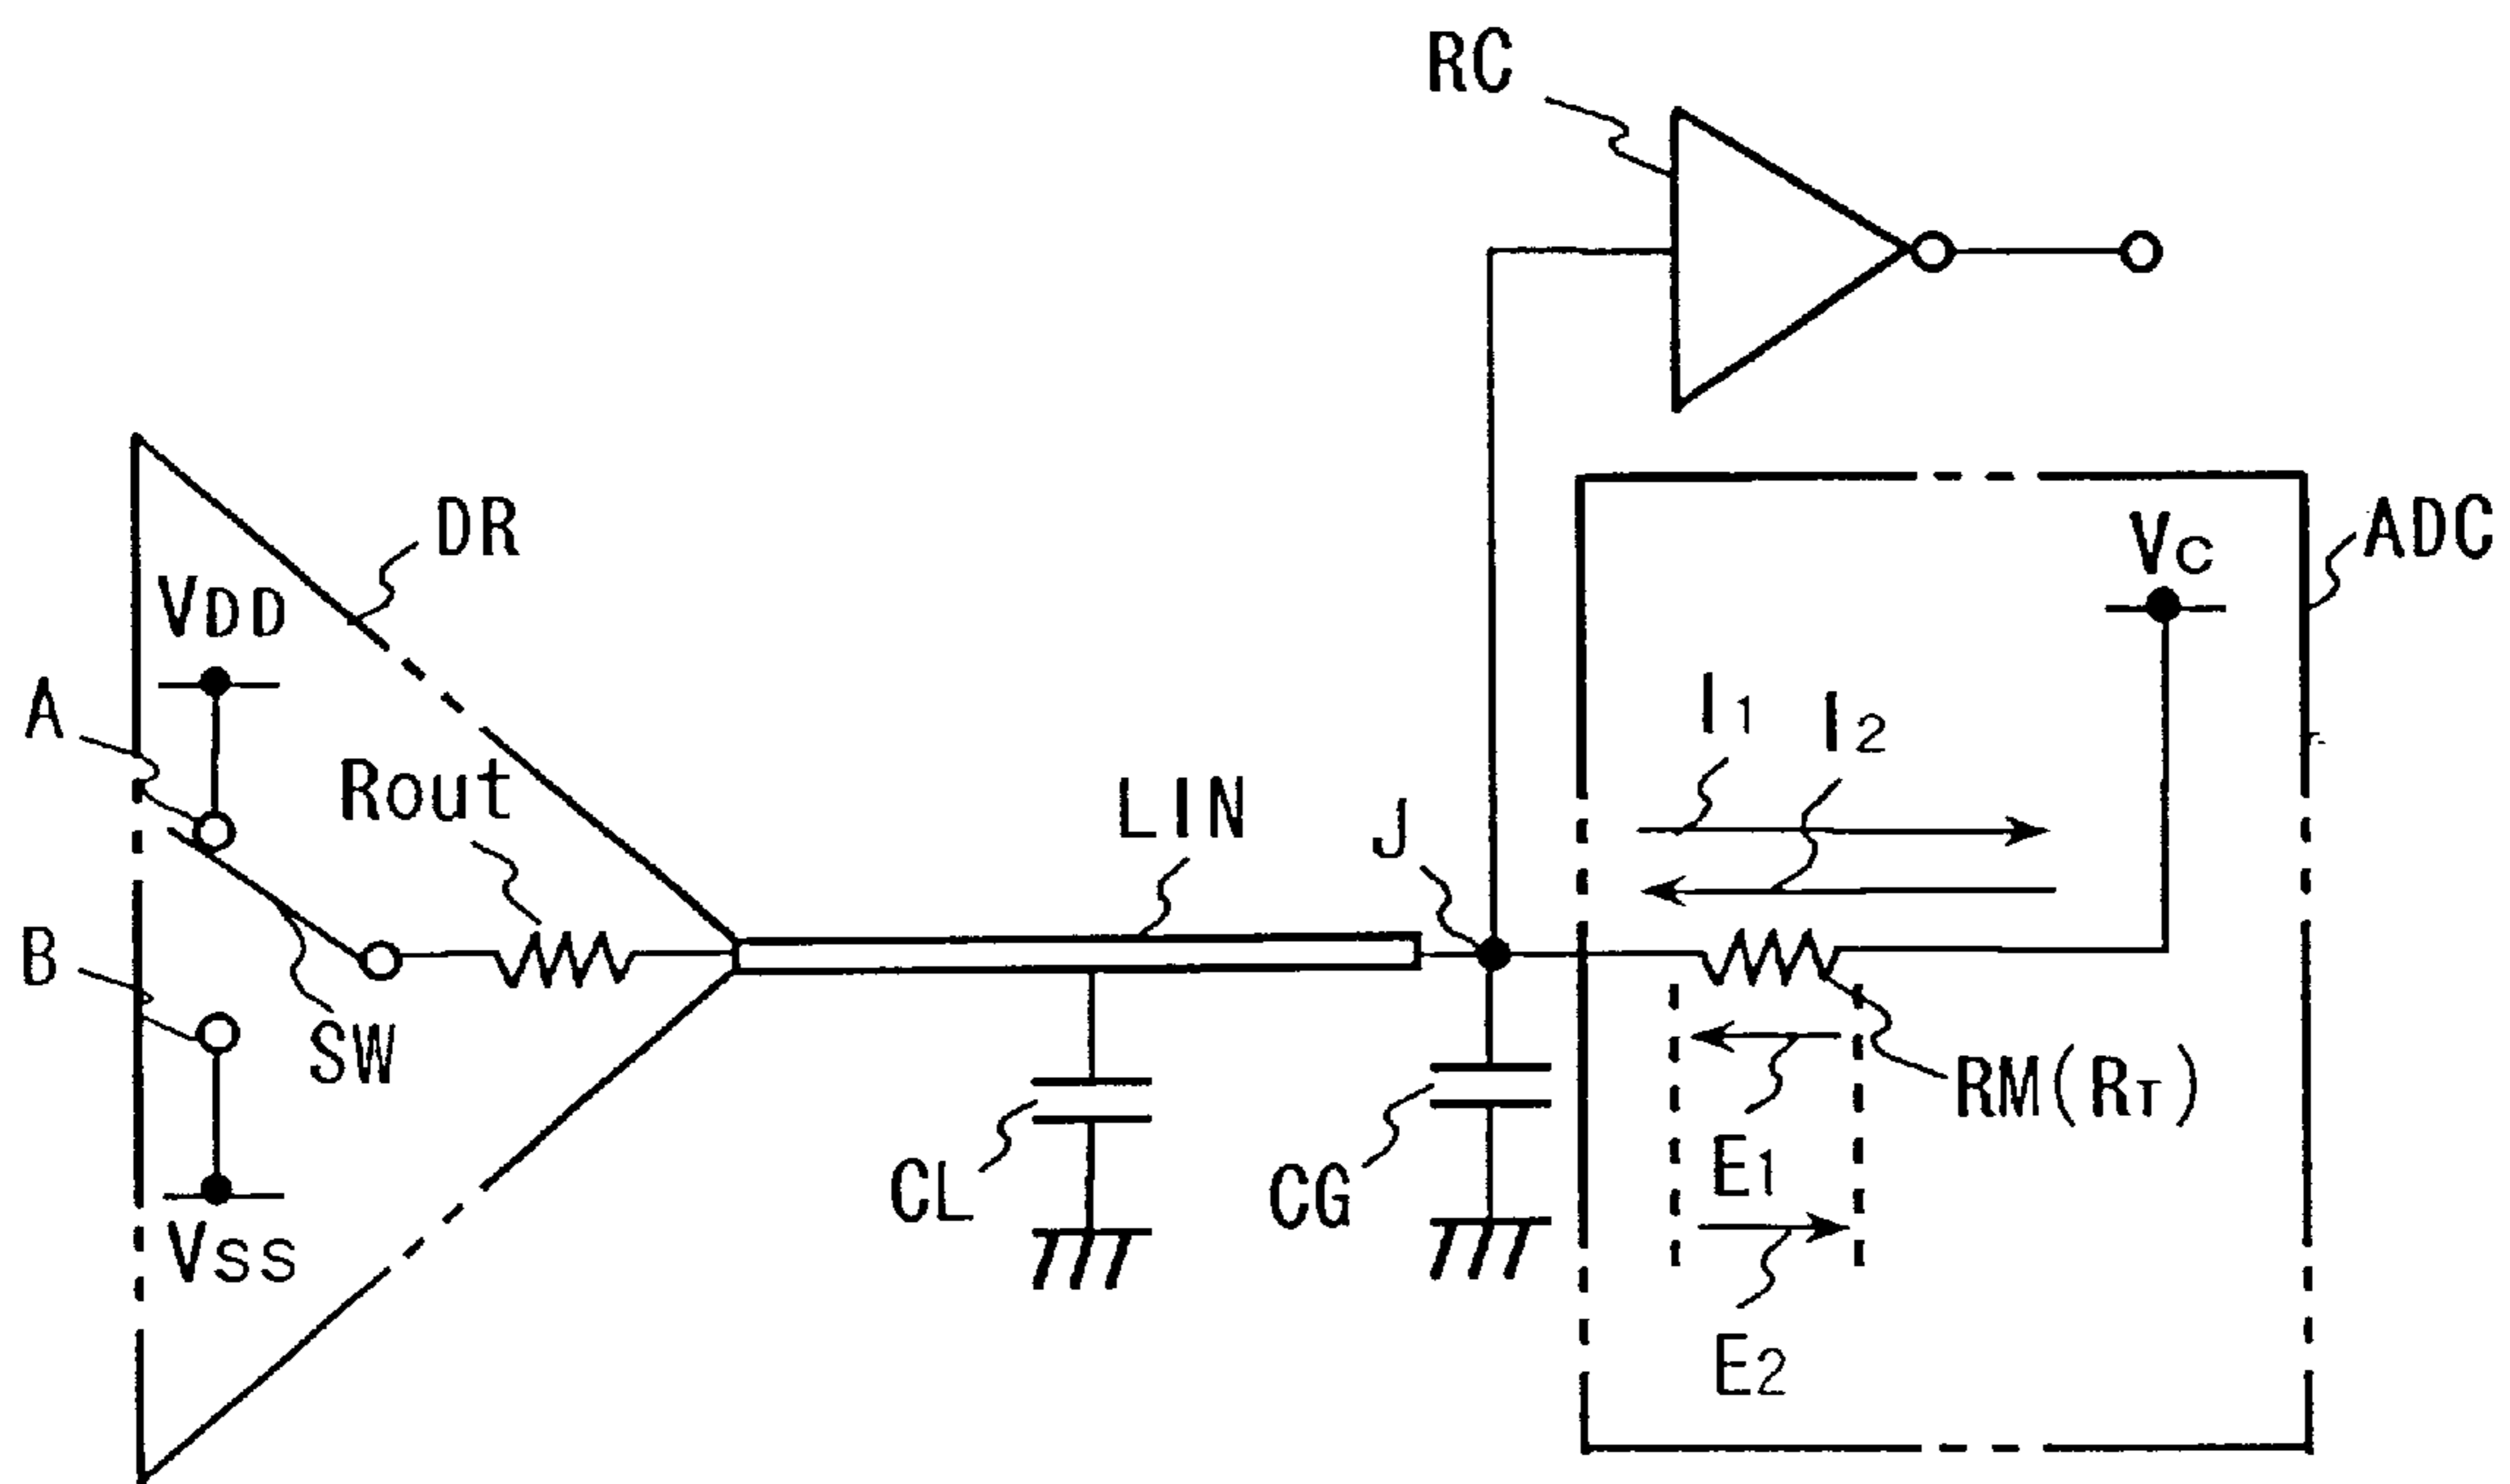 RC
DR
ADC
VC
VDD
I1
I2
A
Rout
LIN
J
B
SW
RM(RT)
E1
CL
CG
VSS
E2